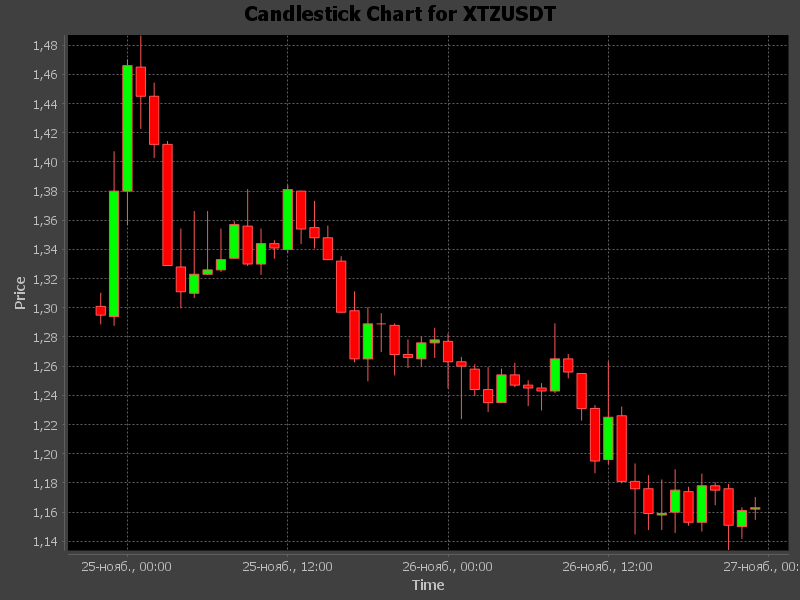 Candlestick Chart for XTZUSDT
1,48
1,46
1,44
1,42
1,40
1,38
1,36
1,34
1,32
1,30
1,28
1,26
1,24
1,22
1,20
1,18
1,16
1,14
Price
25-нояб., 00:00
25-нояб., 12:00
26-нояб., 00:00
26-нояб., 12:00
27-нояб., 00:
Time